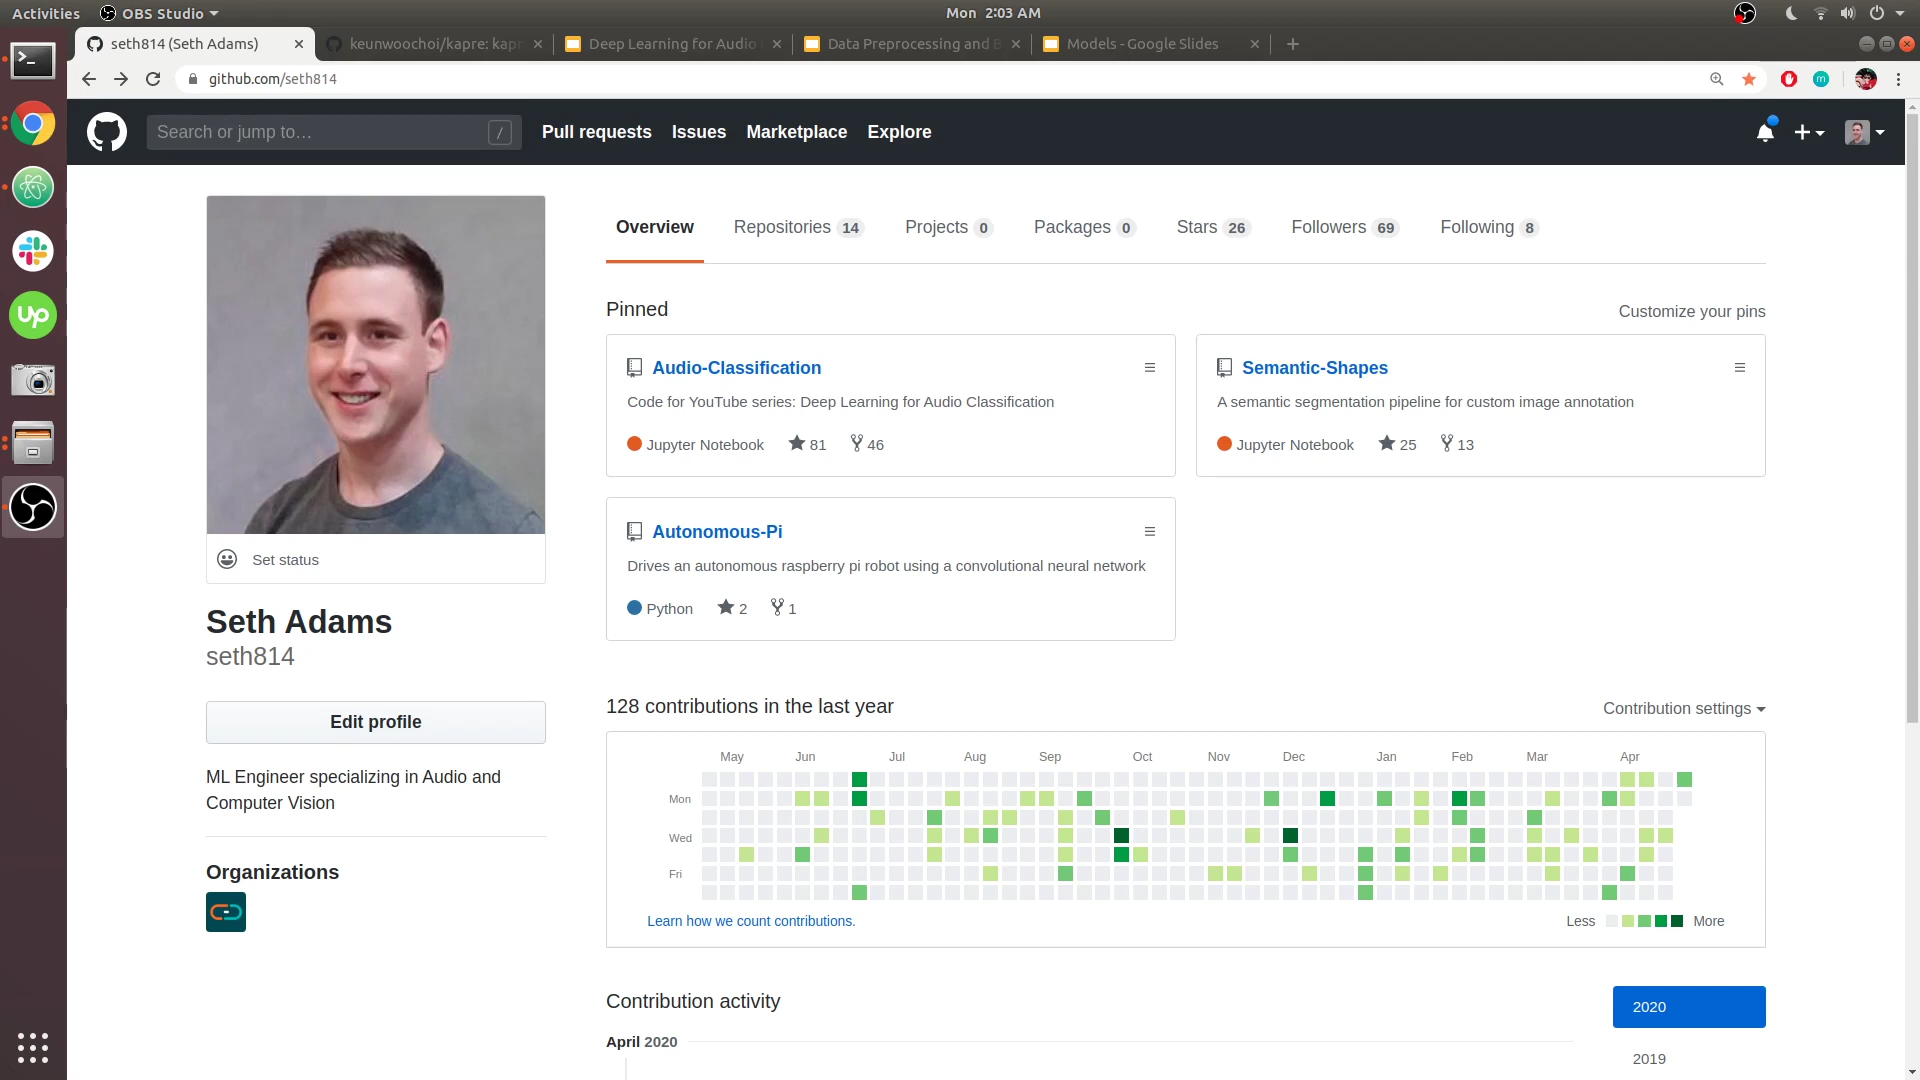 Activities
OBS Studio
Mon 2:03 AM
seth814 (Seth Adams)
keunwoochoi/kapre: kapr
Deep Learning for Audio
Data Preprocessing and B
Models - Google Slides
github.com/seth814
Search or jump to…
/
Pull requests
Issues
Marketplace
Explore
Overview
Repositories 14
Projects 0
Packages 0
Stars 26
Followers 69
Following 8
Pinned
Customize your pins
Audio-Classification
Code for YouTube series: Deep Learning for Audio Classification
Jupyter Notebook 81 46
Semantic-Shapes
A semantic segmentation pipeline for custom image annotation
Jupyter Notebook 25 13
Autonomous-Pi
Drives an autonomous raspberry pi robot using a convolutional neural network
Python 2 1
Set status
Seth Adams
seth814
Edit profile
ML Engineer specializing in Audio and
Computer Vision
Organizations
128 contributions in the last year
Contribution settings
May Jun Jul Aug Sep Oct Nov Dec Jan Feb Mar Apr
Mon
Wed
Fri
Learn how we count contributions.
Less More
Contribution activity
2020
April 2020
2019
up
m